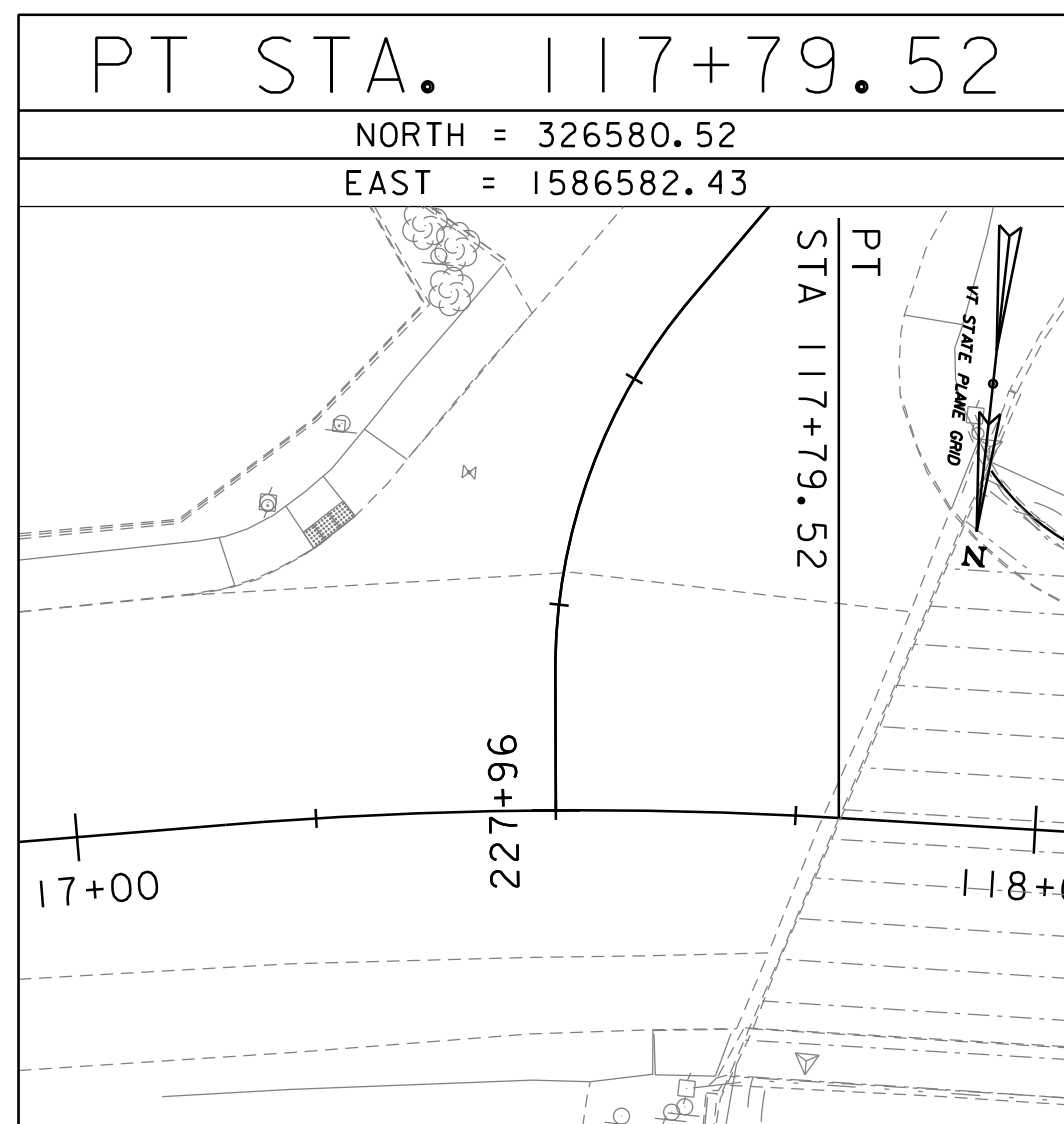 PT STA. 117+79.52
NORTH = 326580.52
EAST = 1586582.43
PT
STA 117+79.52
VT STATE PLANE GRID
N
227+96
17+00
118+0